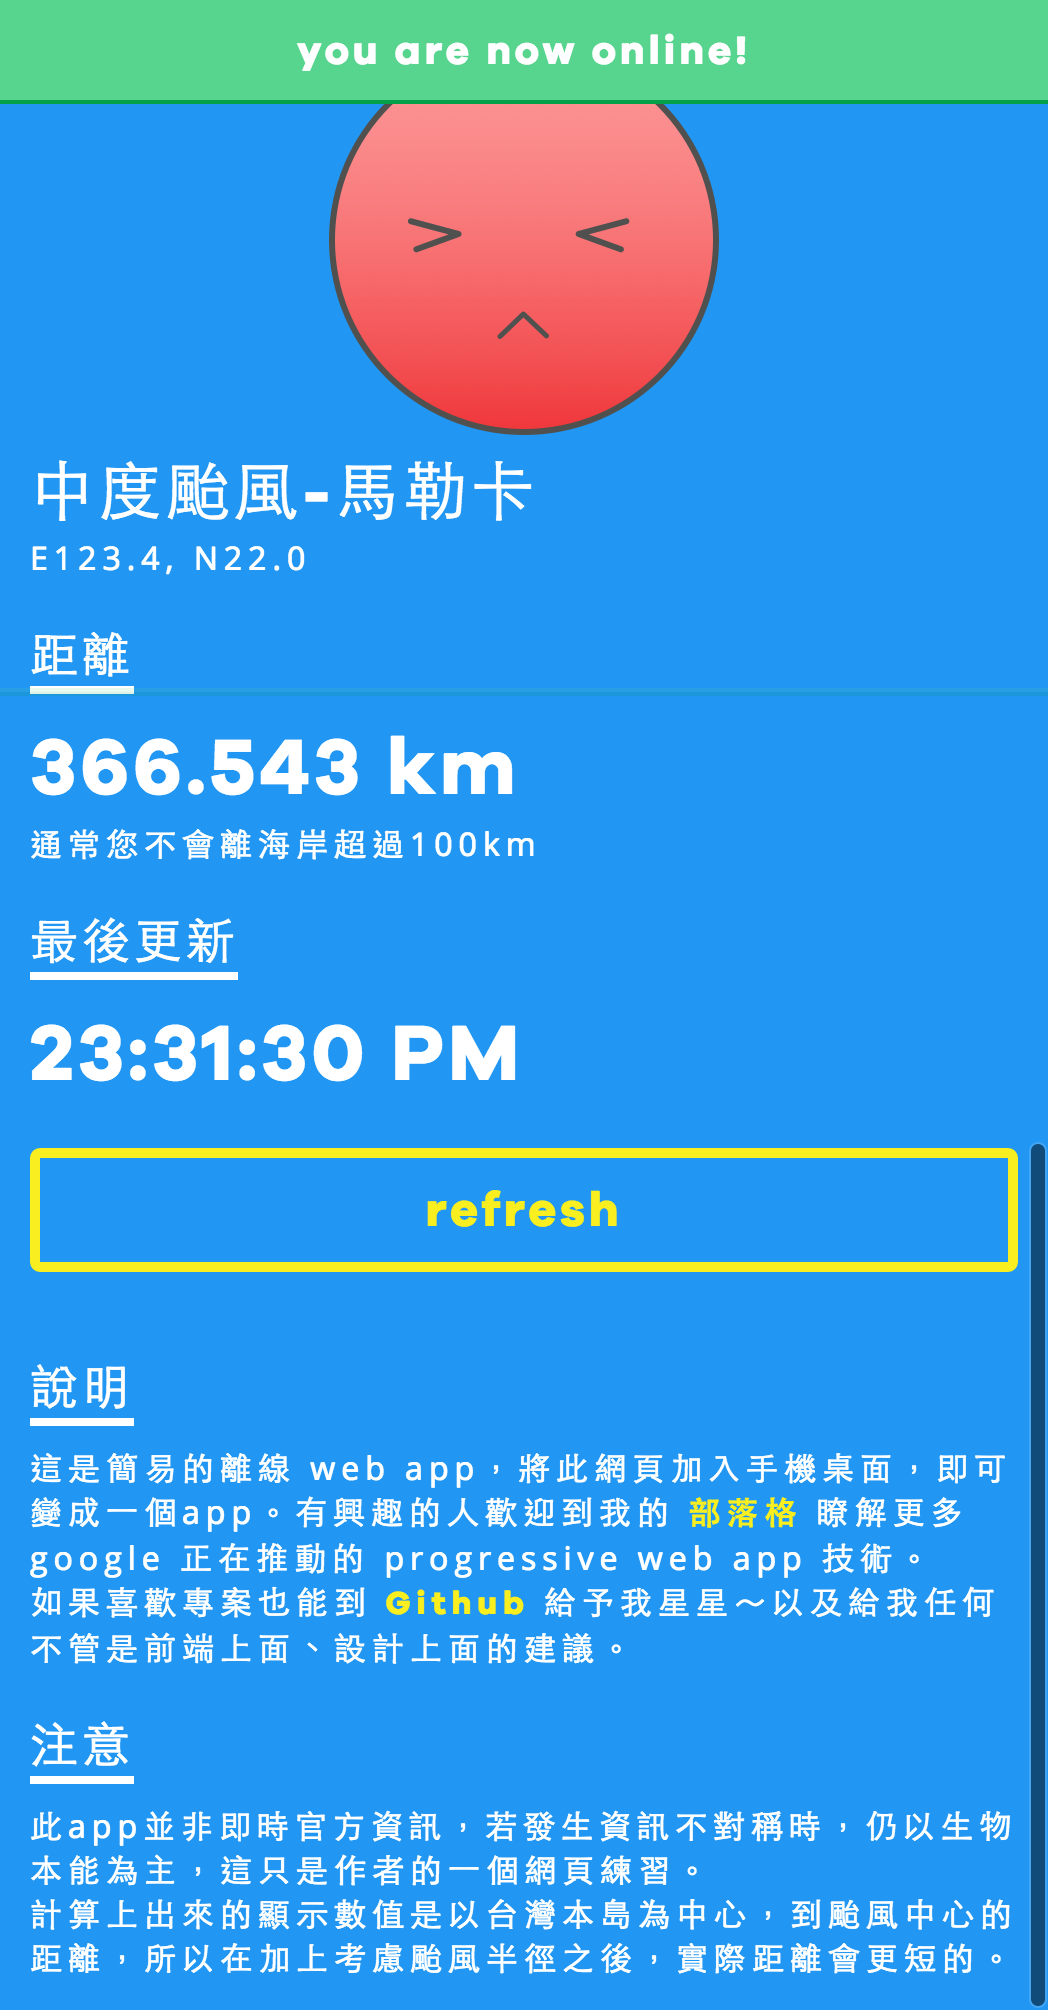 you are now online!
中度颱風-馬勒卡
E123.4, N22.0
距離
366.543 km
通常您不會離海岸超過100km
最後更新
23:31:30 PM
refresh
說明
這是簡易的離線 web app，將此網頁加入手機桌面，即可
變成一個app。有興趣的人歡迎到我的 部落格 瞭解更多
google 正在推動的 progressive web app 技術。
如果喜歡專案也能到 Github 給予我星星～以及給我任何
不管是前端上面、設計上面的建議。
注意
此app並非即時官方資訊，若發生資訊不對稱時，仍以生物
本能為主，這只是作者的一個網頁練習。
計算上出來的顯示數值是以台灣本島為中心，到颱風中心的
距離，所以在加上考慮颱風半徑之後，實際距離會更短的。